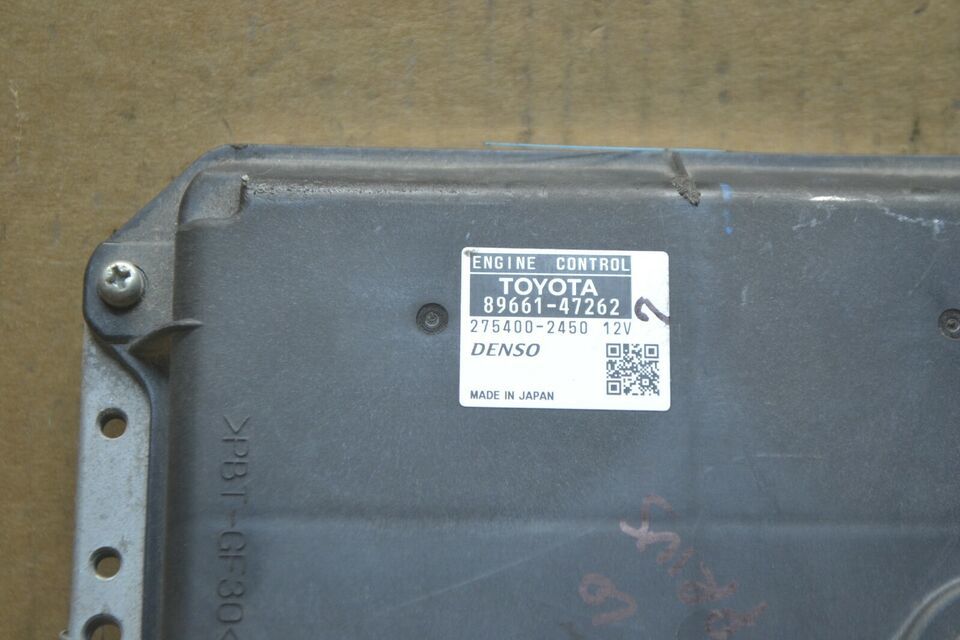 ENGINE CONTROL
TOYOTA
89661-47262
275400-2450 12V
DENSO
MADE IN JAPAN
>PBT-GF30<